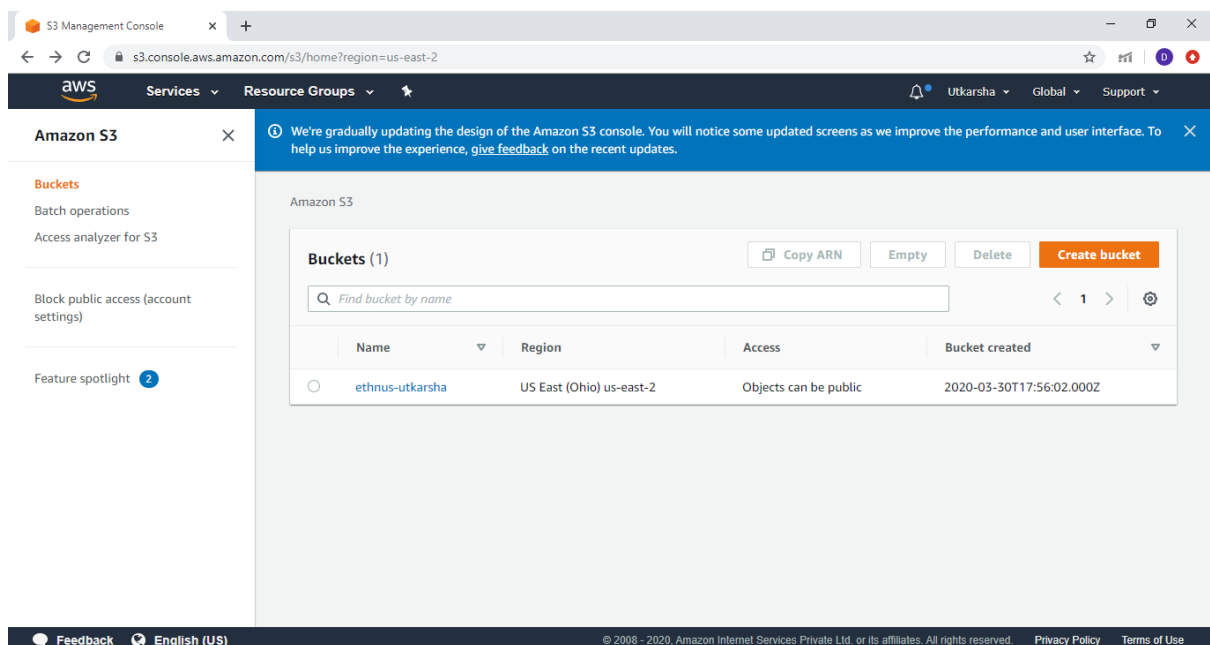 S3 Management Console
s3.console.aws.amazon.com/s3/home?region=us-east-2
D
aws Services Resource Groups Utkarsha Global Support
Amazon S3
We're gradually updating the design of the Amazon S3 console. You will notice some updated screens as we improve the performance and user interface. To
help us improve the experience, give feedback on the recent updates.
Buckets
Batch operations
Access analyzer for S3
Block public access (account
settings)
Feature spotlight 2
Amazon S3
Buckets (1) Copy ARN Empty Delete Create bucket
Find bucket by name 1
Name Region Access Bucket created
ethnus-utkarsha US East (Ohio) us-east-2 Objects can be public 2020-03-30T17:56:02.000Z
Feedback English (US) © 2008 - 2020, Amazon Internet Services Private Ltd. or its affiliates. All rights reserved. Privacy Policy Terms of Use